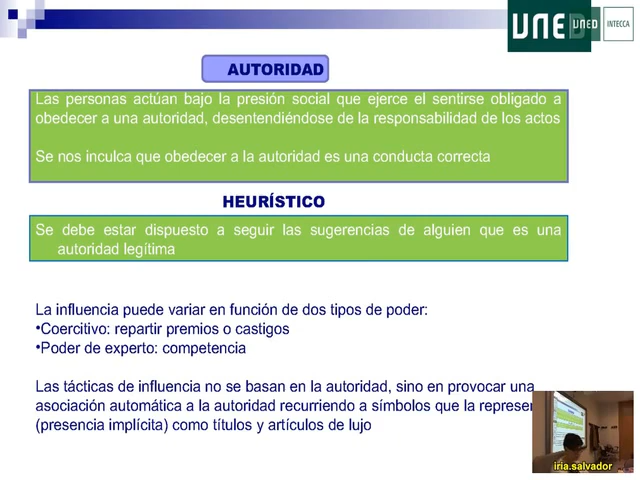 UNED
UNED
INTECCA
AUTORIDAD
Las personas actúan bajo la presión social que ejerce el sentirse obligado a
obedecer a una autoridad, desentendiéndose de la responsabilidad de los actos
Se nos inculca que obedecer a la autoridad es una conducta correcta
HEURÍSTICO
Se debe estar dispuesto a seguir las sugerencias de alguien que es una
autoridad legítima
La influencia puede variar en función de dos tipos de poder:
•Coercitivo: repartir premios o castigos
•Poder de experto: competencia
Las tácticas de influencia no se basan en la autoridad, sino en provocar una
asociación automática a la autoridad recurriendo a símbolos que la represen
(presencia implícita) como títulos y artículos de lujo
iria.salvador